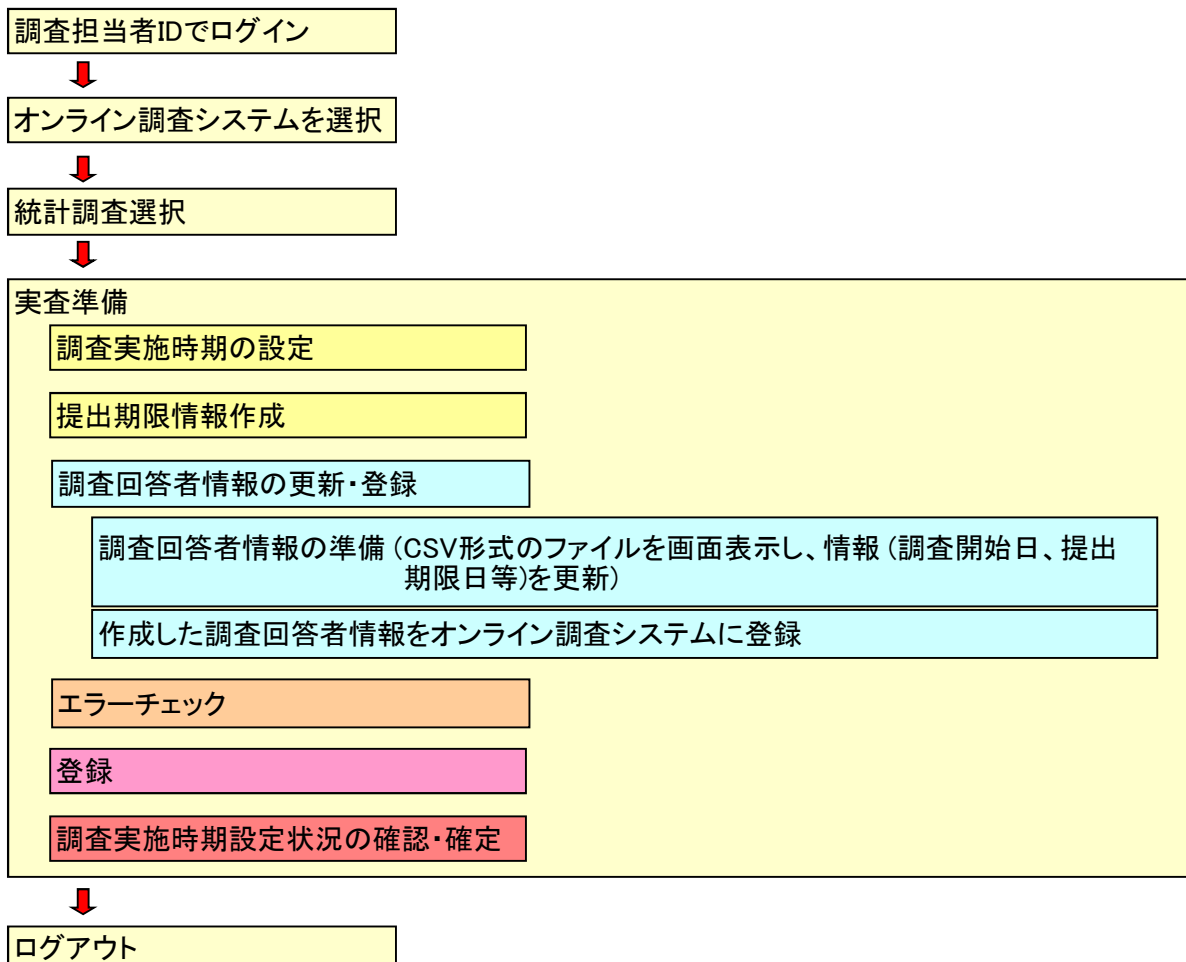 調査担当者IDでログイン
オンライン調査システムを選択
統計調査選択
実査準備
調査実施時期の設定
提出期限情報作成
調査回答者情報の更新・登録
調査回答者情報の準備（CSV形式のファイルを画面表示し、情報（調査開始日、提出
期限日等）を更新）
作成した調査回答者情報をオンライン調査システムに登録
エラーチェック
登録
調査実施時期設定状況の確認・確定
ログアウト